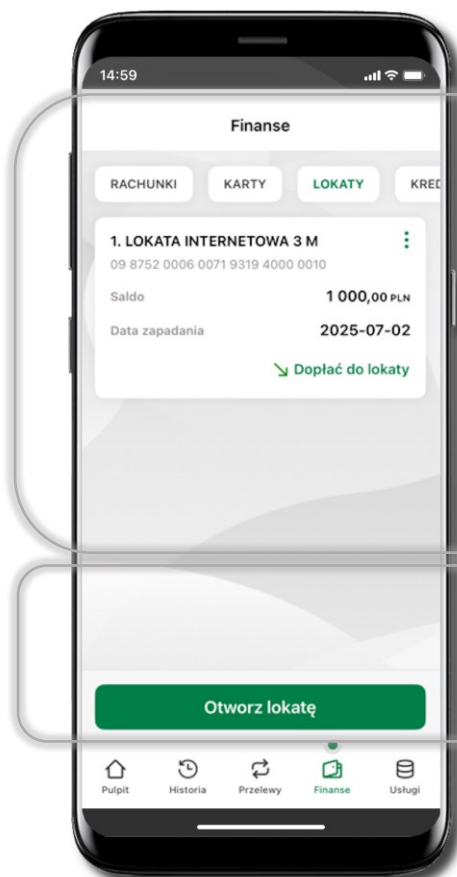 14:59
Finanse
RACHUNKI KARTY LOKATY KRED
1. LOKATA INTERNETOWA 3 M
09 8752 0006 0071 9319 4000 0010
Saldo 1 000,00 PLN
Data zapadania 2025-07-02
Dopłać do lokaty
Otworz lokatę
Pulpit Historia Przelewy Finanse Usługi